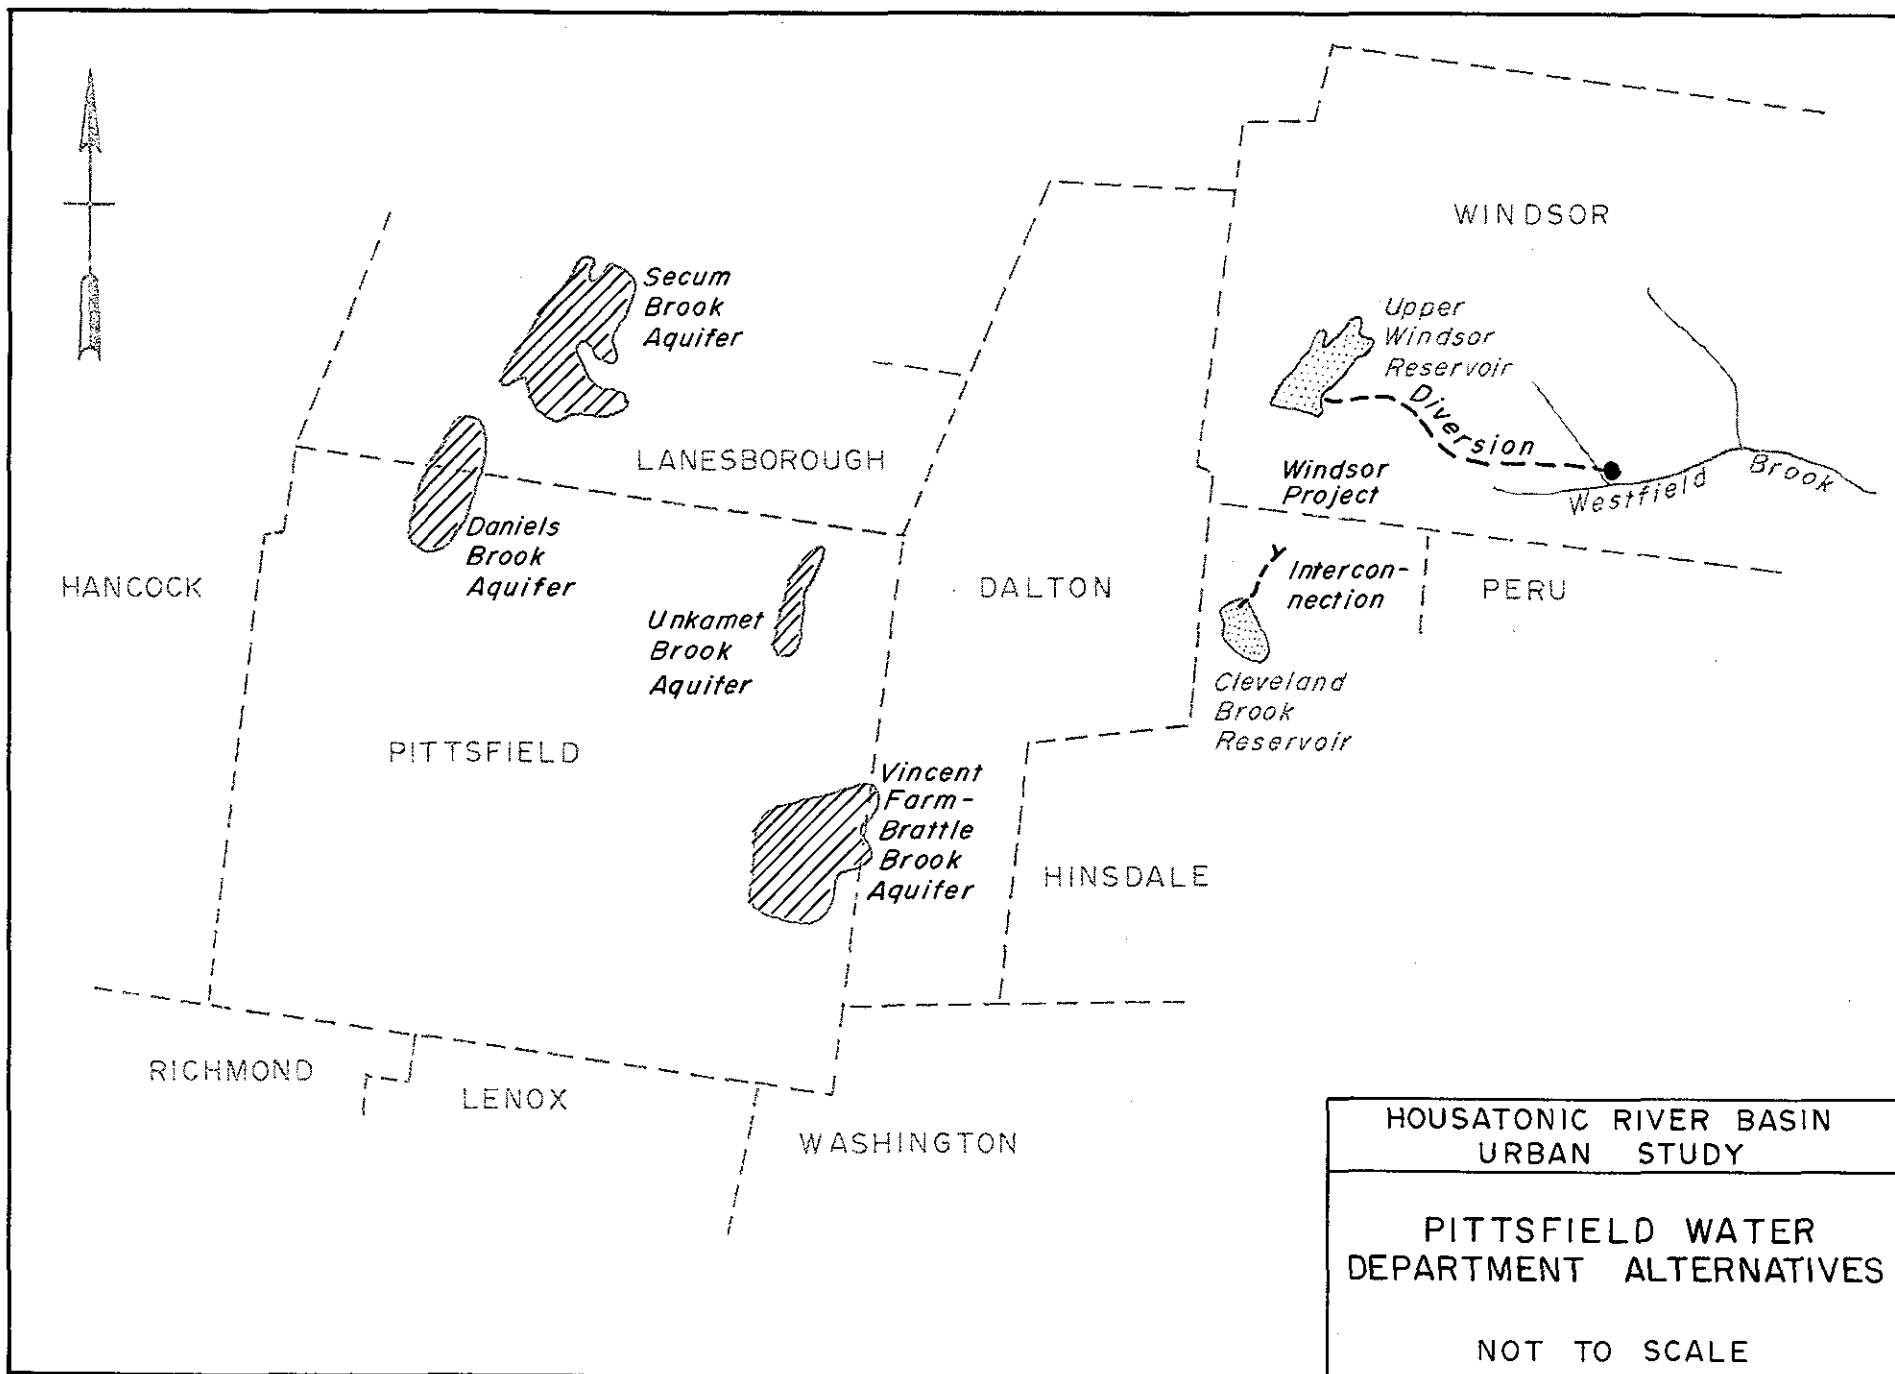 WINDSOR
Secum
Brook
Aquifer
Upper
Windsor
Reservoir
Diversion
LANESBOROUGH
Windsor
Project
Westfield Brook
Daniels
Brook
Aquifer
HANCOCK
DALTON
Intercon-
nection
PERU
Unkamet
Brook
Aquifer
Cleveland
Brook
Reservoir
PITTSFIELD
Vincent
Farm-
Brattle
Brook
Aquifer
HINSDALE
RICHMOND
LENOX
WASHINGTON
HOUSATONIC RIVER BASIN
URBAN STUDY
PITTSFIELD WATER
DEPARTMENT ALTERNATIVES
NOT TO SCALE